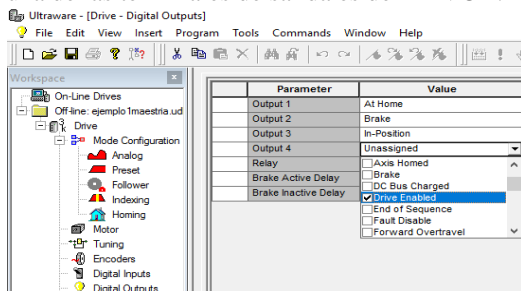 Ultraware - [Drive - Digital Outputs]
File Edit View Insert Program Tools Commands Window Help
Workspace
On-Line Drives
Off-line: ejemplo1maestria.ud
Drive
Mode Configuration
Analog
Preset
Follower
Indexing
Homing
Motor
Tuning
Encoders
Digital Inputs
Digital Outputs
Parameter Value
Output 1 At Home
Output 2 Brake
Output 3 In-Position
Output 4 Unassigned
Relay
Brake Active Delay
Brake Inactive Delay
Axis Homed
Brake
DC Bus Charged
Drive Enabled
End of Sequence
Fault Disable
Forward Overtravel